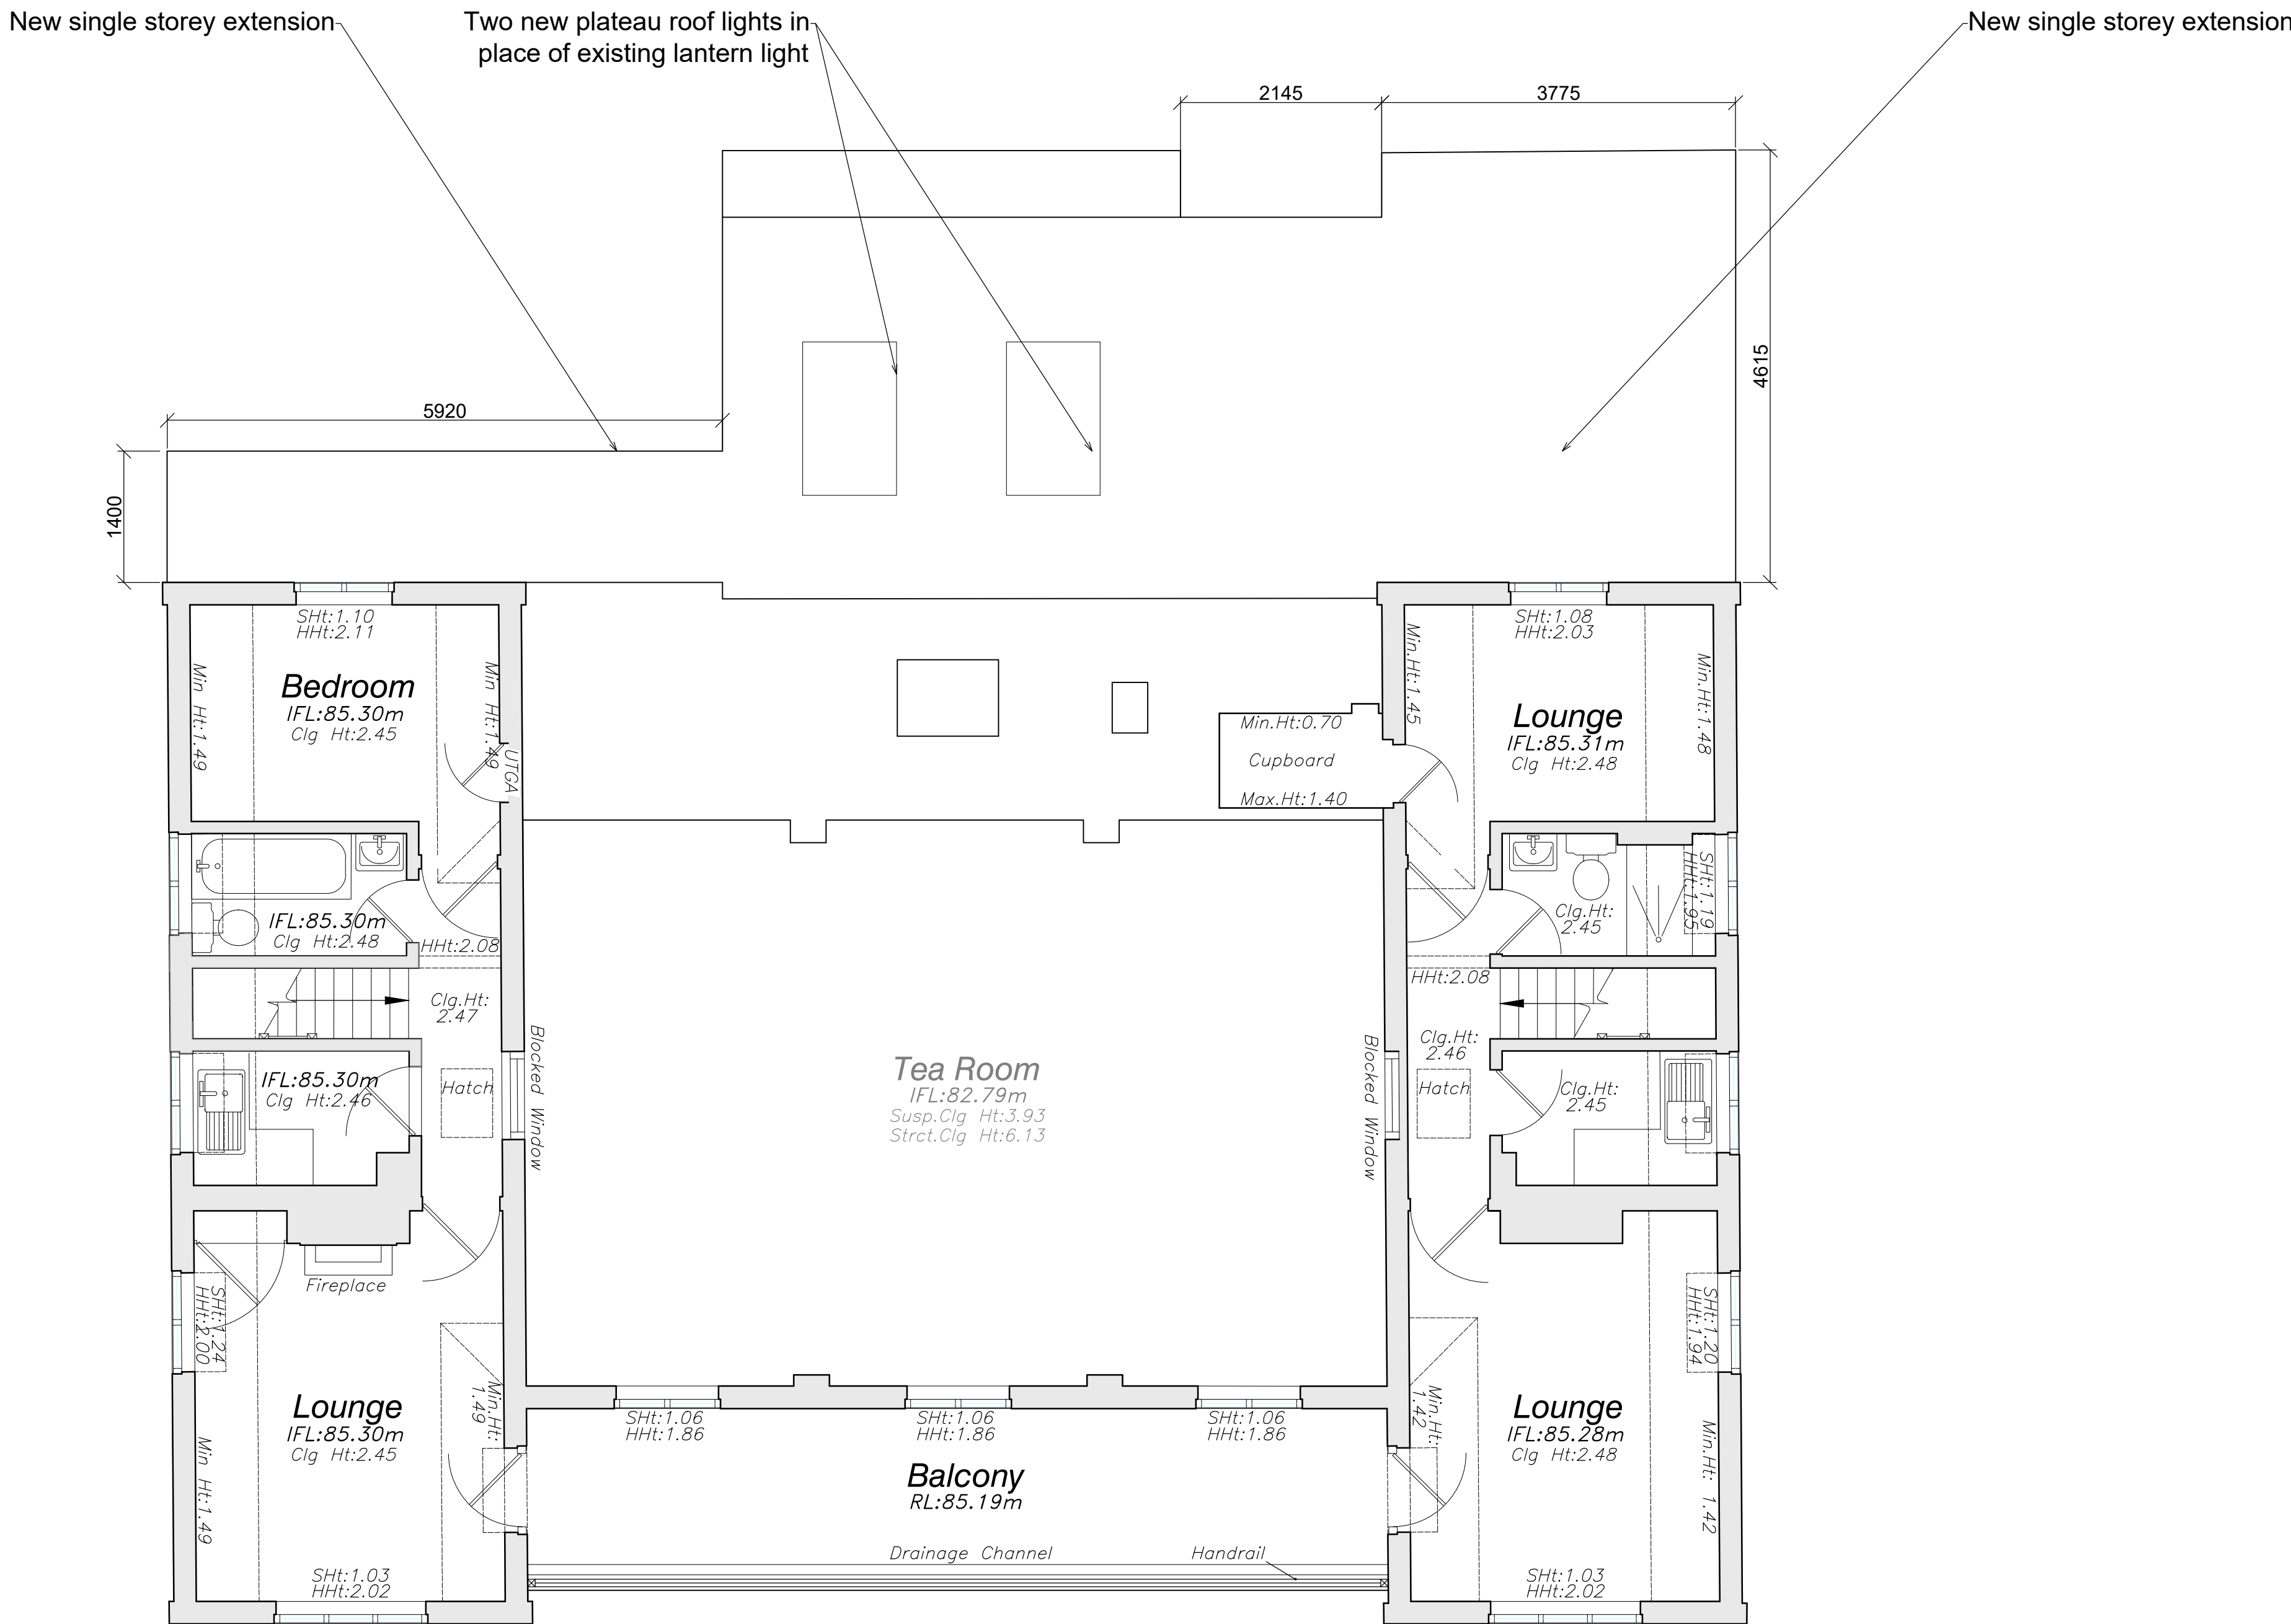 New single storey extension
Two new plateau roof lights in
place of existing lantern light
New single storey extension
2145
3775
4615
5920
1400
SHt:1.10
HHt:2.11
Bedroom
IFL:85.30m
Clg Ht:2.45
Min Ht:1.49
Min Ht:1.49
UTGA
SHt:1.08
HHt:2.03
Lounge
IFL:85.31m
Clg Ht:2.48
Min.Ht:1.45
Min.Ht:1.48
Min.Ht:0.70
Cupboard
Max.Ht:1.40
IFL:85.30m
Clg Ht:2.48
HHt:2.08
Clg.Ht:
2.47
Clg.Ht:
2.45
SHt:1.19
HHt:1.95
HHt:2.08
Clg.Ht:
2.46
IFL:85.30m
Clg Ht:2.46
Hatch
Blocked Window
Tea Room
IFL:82.79m
Susp.Clg Ht:3.93
Strct.Clg Ht:6.13
Blocked Window
Hatch
Clg.Ht:
2.45
Fireplace
SHt:1.24
HHt:2.00
Lounge
IFL:85.30m
Clg Ht:2.45
Min.Ht:
1.49
Min Ht:1.49
SHt:1.03
HHt:2.02
SHt:1.06
HHt:1.86
SHt:1.06
HHt:1.86
SHt:1.06
HHt:1.86
Balcony
RL:85.19m
Drainage Channel
Handrail
Min.Ht:
1.42
SHt:1.20
HHt:1.94
Lounge
IFL:85.28m
Clg Ht:2.48
Min.Ht: 1.42
SHt:1.03
HHt:2.02